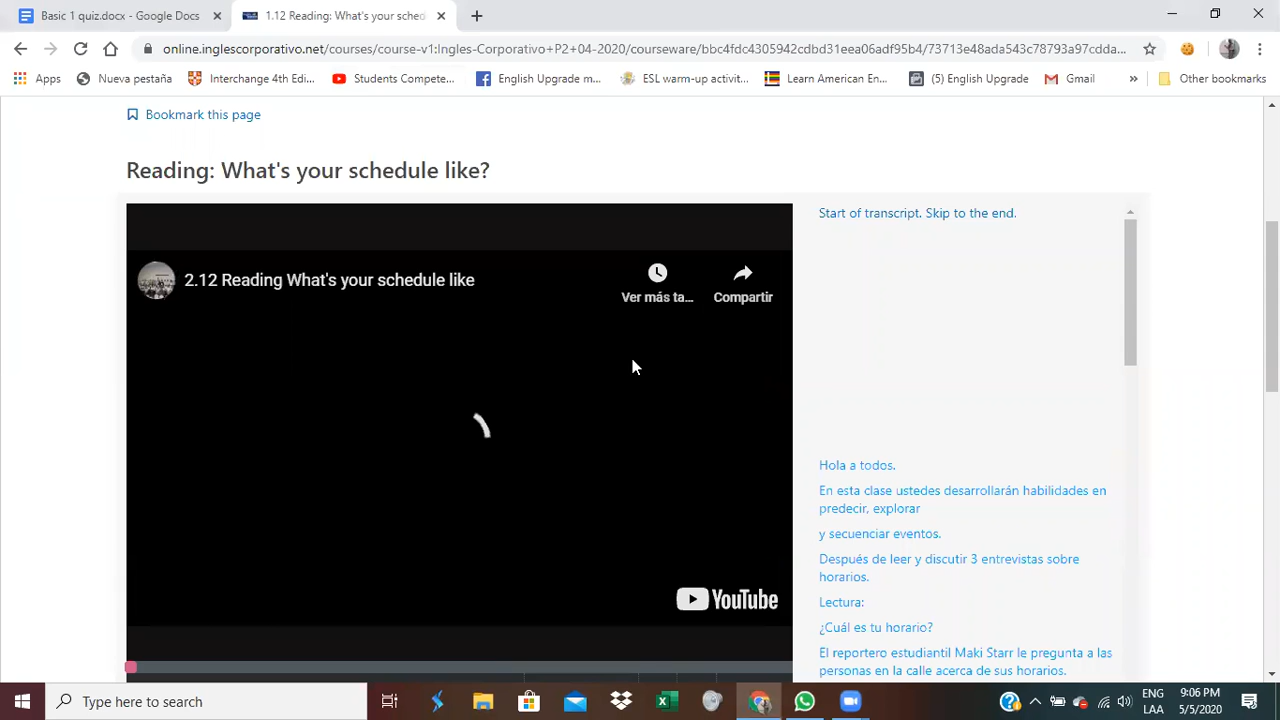 Basic 1 quiz.docx - Google Docs
1.12 Reading: What's your sched
online.inglescorporativo.net/courses/course-v1:Ingles-Corporativo+P2+04-2020/courseware/bbc4fdc4305942cdbd31eea06adf95b4/73713e48ada543c78793a97cdda...
Apps
Nueva pestaña
Interchange 4th Edi...
Students Compete...
English Upgrade m...
ESL warm-up activit...
Learn American En...
(5) English Upgrade
Gmail
»
Other bookmarks
Bookmark this page
Reading: What's your schedule like?
2.12 Reading What's your schedule like
Ver más ta...
Compartir
YouTube
Start of transcript. Skip to the end.
Hola a todos.
En esta clase ustedes desarrollarán habilidades en
predecir, explorar
y secuenciar eventos.
Después de leer y discutir 3 entrevistas sobre
horarios.
Lectura:
¿Cuál es tu horario?
El reportero estudiantil Maki Starr le pregunta a las
personas en la calle acerca de sus horarios.
Type here to search
ENG
LAA
9:06 PM
5/5/2020